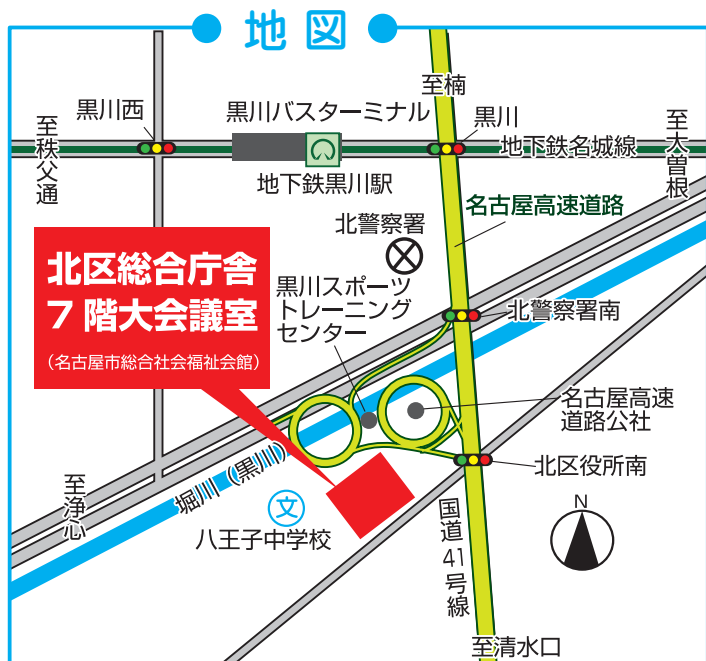 地図
至楠
黒川西
黒川バスターミナル
黒川
至秩父通
地下鉄名城線
至大曽根
地下鉄黒川駅
名古屋高速道路
北警察署
北区総合庁舎
7階大会議室
（名古屋市総合社会福祉会館）
黒川スポーツ
トレーニング
センター
北警察署南
名古屋高速
道路公社
堀川（黒川）
北区役所南
至浄心
文
八王子中学校
国道41号線
N
至清水口